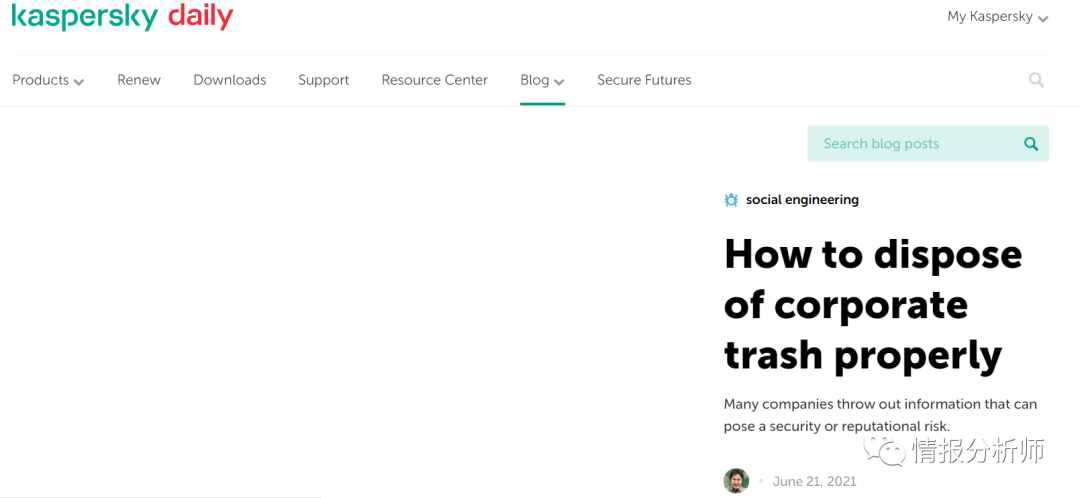 kaspersky daily
My Kaspersky
Products Renew Downloads Support Resource Center Blog Secure Futures
Search blog posts
social engineering
How to dispose
of corporate
trash properly
Many companies throw out information that can
pose a security or reputational risk.
情报分析师
June 21, 2021